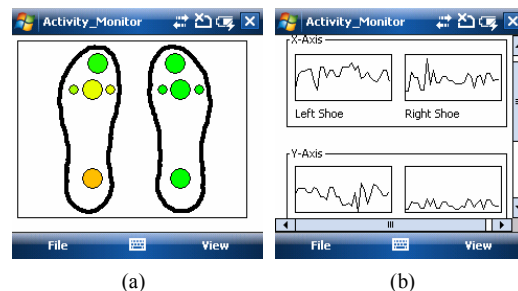 Activity_Monitor
File View
(a)
Activity_Monitor
X-Axis
Left Shoe Right Shoe
Y-Axis
File View
(b)